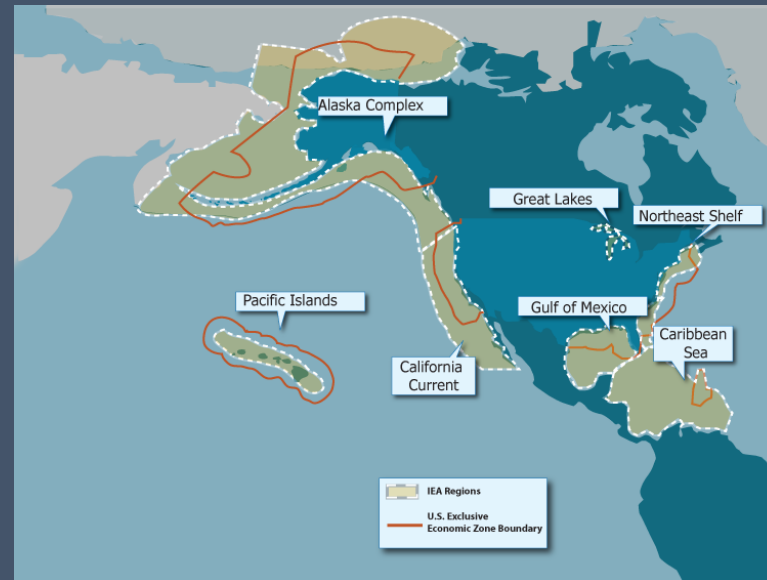 Alaska Complex
Great Lakes
Northeast Shelf
Pacific Islands
Gulf of Mexico
Caribbean
Sea
California
Current
IEA Regions
U.S. Exclusive
Economic Zone Boundary